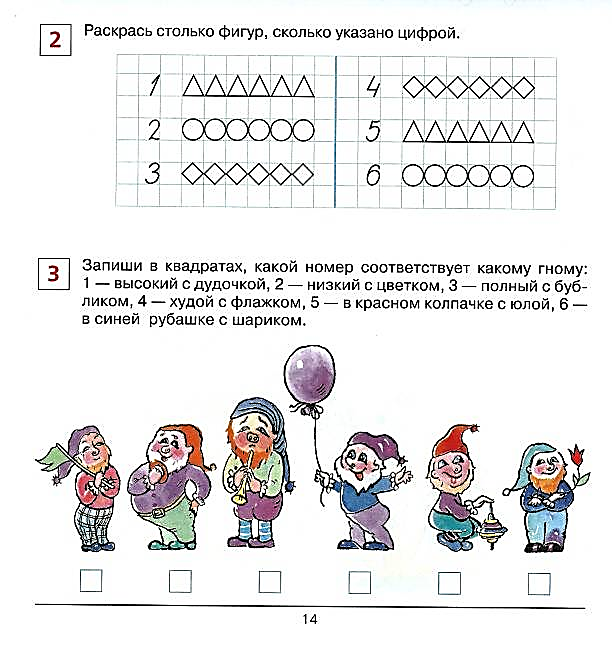 2 Раскрась столько фигур, сколько указано цифрой.
1 4
2 5
3 6
3 Запиши в квадратах, какой номер соответствует какому гному:
1 — высокий с дудочкой, 2 — низкий с цветком, 3 — полный с буб-
ликом, 4 — худой с флажком, 5 — в красном колпачке с юлой, 6 —
в синей рубашке с шариком.
14